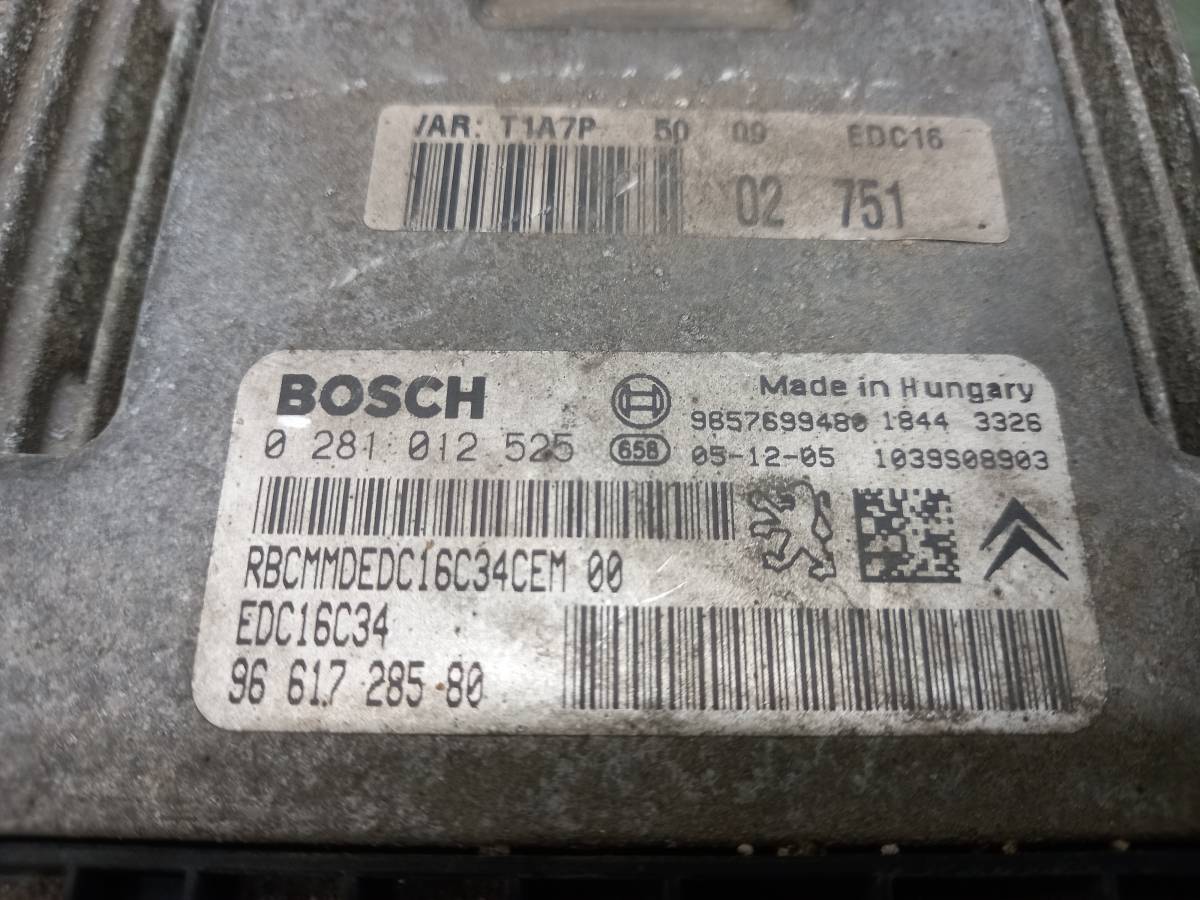 VAR: T1A7P 50 09 EDC16
02 751
BOSCH
Made in Hungary
9857699480 1844 3326
0 281 012 525
658
05-12-05 1039S08903
RBCMMDEDC16C34CEM 00
EDC16C34
96 617 285 80